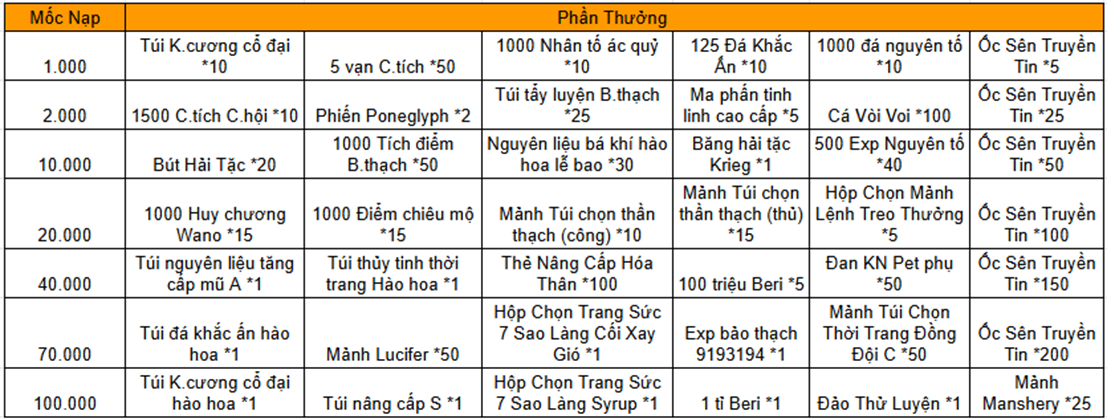 Mốc Nạp
Phần Thưởng
1.000
Túi K.cương cổ đại
*10
5 vạn C.tích *50
1000 Nhân tố ác quỷ
*10
125 Đá Khắc
Ấn *10
1000 đá nguyên tố
*10
Ốc Sên Truyền
Tin *5
2.000
1500 C.tích C.hội *10
Phiến Poneglyph *2
Túi tẩy luyện B.thạch
*25
Ma phấn tinh
linh cao cấp *5
Cá Vòi Voi *100
Ốc Sên Truyền
Tin *25
10.000
Bút Hải Tặc *20
1000 Tích điểm
B.thạch *50
Nguyên liệu bá khí hào
hoa lễ bao *30
Băng hải tặc
Krieg *1
500 Exp Nguyên tố
*40
Ốc Sên Truyền
Tin *50
20.000
1000 Huy chương
Wano *15
1000 Điểm chiêu mộ
*15
Mảnh Túi chọn thần
thạch (công) *10
Mảnh Túi chọn
thần thạch (thủ)
*15
Hộp Chọn Mảnh
Lệnh Treo Thưởng
*5
Ốc Sên Truyền
Tin *100
40.000
Túi nguyên liệu tăng
cấp mũ A *1
Túi thủy tinh thời
trang Hào hoa *1
Thẻ Nâng Cấp Hóa
Thân *100
100 triệu Beri *5
Đan KN Pet phụ
*50
Ốc Sên Truyền
Tin *150
70.000
Túi đá khắc ấn hào
hoa *1
Mảnh Lucifer *50
Hộp Chọn Trang Sức
7 Sao Làng Cối Xay
Gió *1
Exp bảo thạch
9193194 *1
Mảnh Túi Chọn
Thời Trang Đồng
Đội C *50
Ốc Sên Truyền
Tin *200
100.000
Túi K.cương cổ đại
hào hoa *1
Túi nâng cấp S *1
Hộp Chọn Trang Sức
7 Sao Làng Syrup *1
1 tỉ Beri *1
Đảo Thử Luyện *1
Mảnh
Manshery *25